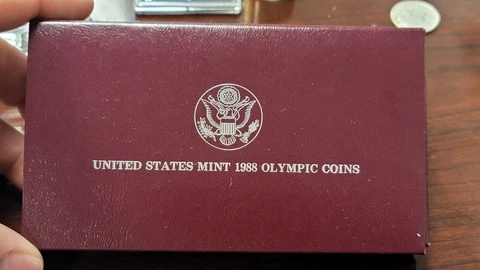 UNITED STATES MINT 1988 OLYMPIC COINS